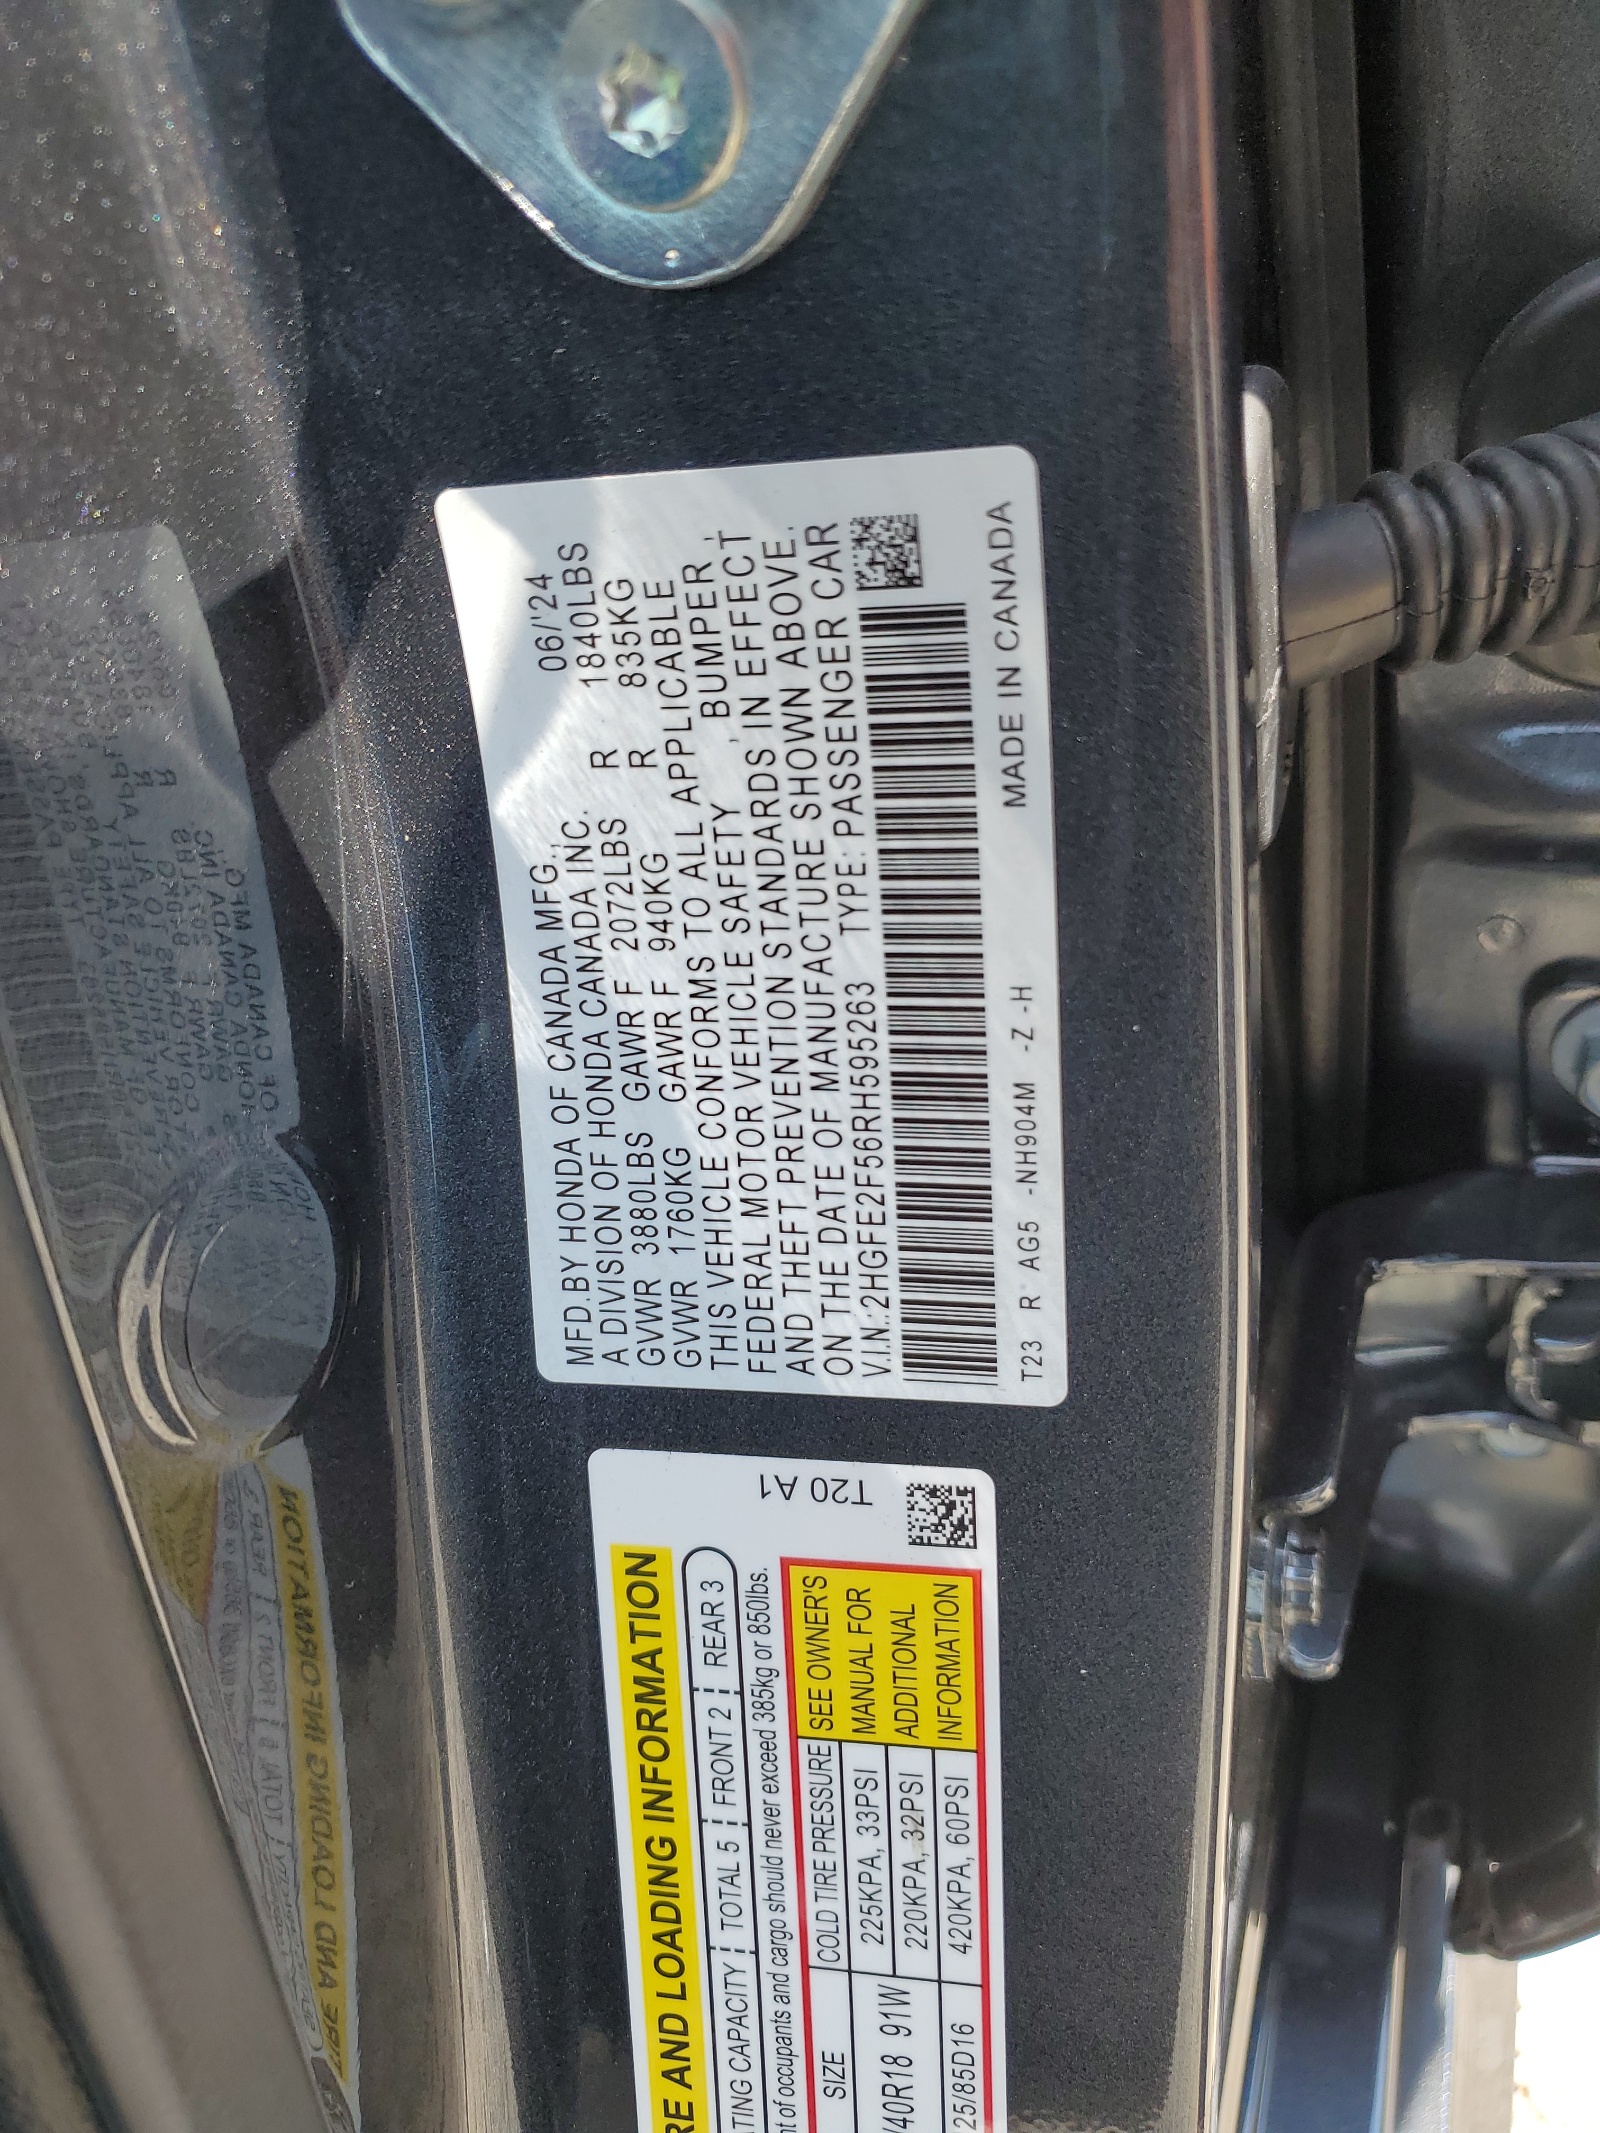 MFD.BY HONDA OF CANADA MFG., 06/'24
A DIVISION OF HONDA CANADA INC.
GVWR 3880LBS GAWR F 2072LBS R 1840LBS
GVWR 1760KG GAWR F 940KG R 835KG
THIS VEHICLE CONFORMS TO ALL APPLICABLE
FEDERAL MOTOR VEHICLE SAFETY , BUMPER ,
AND THEFT PREVENTION STANDARDS IN EFFECT
ON THE DATE OF MANUFACTURE SHOWN ABOVE.
V.I.N.:2HGFE2F56RH595263 TYPE: PASSENGER CAR
T23 R AG5 -NH904M -Z -H MADE IN CANADA
AND LOADING INFORMATION
CAPACITY TOTAL 5 FRONT 2 REAR 3
of occupants and cargo should never exceed 385kg or 850lbs.
SIZE COLD TIRE PRESSURE SEE OWNER'S
/40R18 91W 225KPA, 33PSI MANUAL FOR
220KPA, 32PSI ADDITIONAL
25/85D16 420KPA, 60PSI INFORMATION
T20 A1